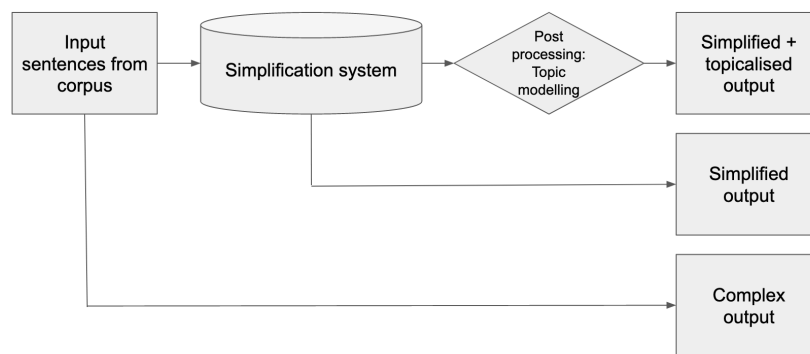 Input
sentences from
corpus
Simplification system
Post
processing:
Topic
modelling
Simplified +
topicalised
output
Simplified
output
Complex
output